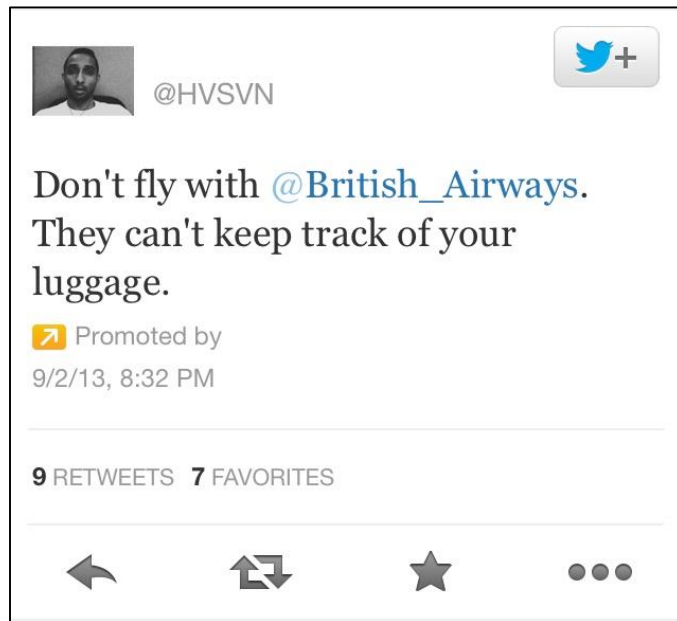 +
@HVSVN
Don't fly with @British_Airways.
They can't keep track of your
luggage.
Promoted by
9/2/13, 8:32 PM
9 RETWEETS 7 FAVORITES